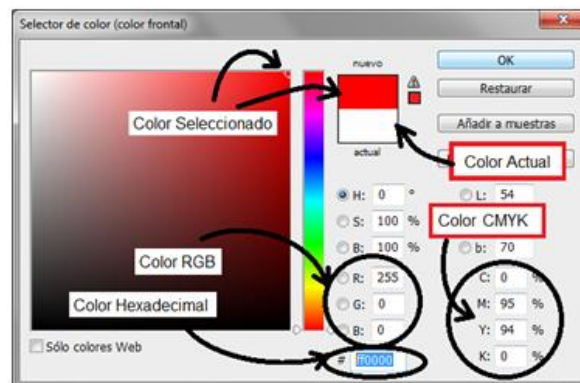 Selector de color (color frontal)
nuevo
OK
Restaurar
Color Seleccionado
Añadir a muestras
actual
Color Actual
H: 0 °
L: 54
S: 100 %
Color CMYK
B: 100 %
b: 70
Color RGB
R: 255
C: 0 %
G: 0
M: 95 %
Color Hexadecimal
B: 0
Y: 94 %
Sólo colores Web
# ff0000
K: 0 %